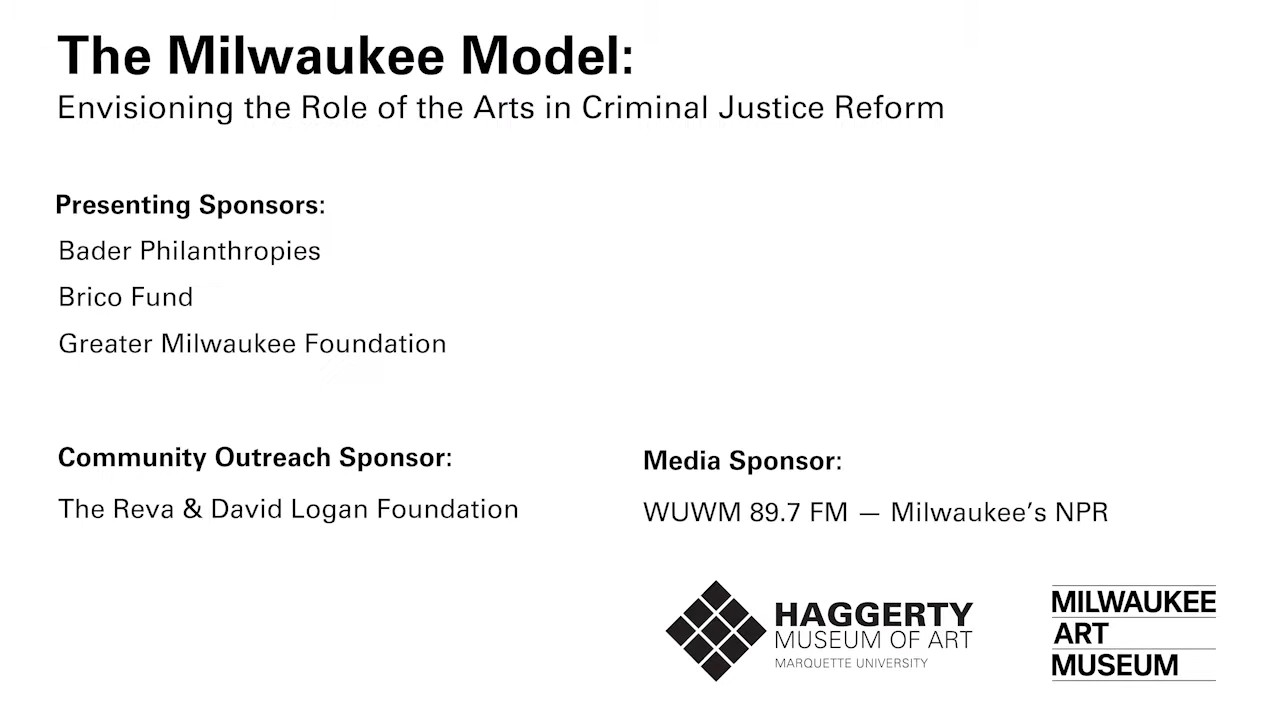 The Milwaukee Model:
Envisioning the Role of the Arts in Criminal Justice Reform
Presenting Sponsors:
Bader Philanthropies
Brico Fund
Greater Milwaukee Foundation
Community Outreach Sponsor:
The Reva & David Logan Foundation
Media Sponsor:
WUWM 89.7 FM — Milwaukee’s NPR
HAGGERTY
MUSEUM OF ART
MARQUETTE UNIVERSITY
MILWAUKEE
ART
MUSEUM